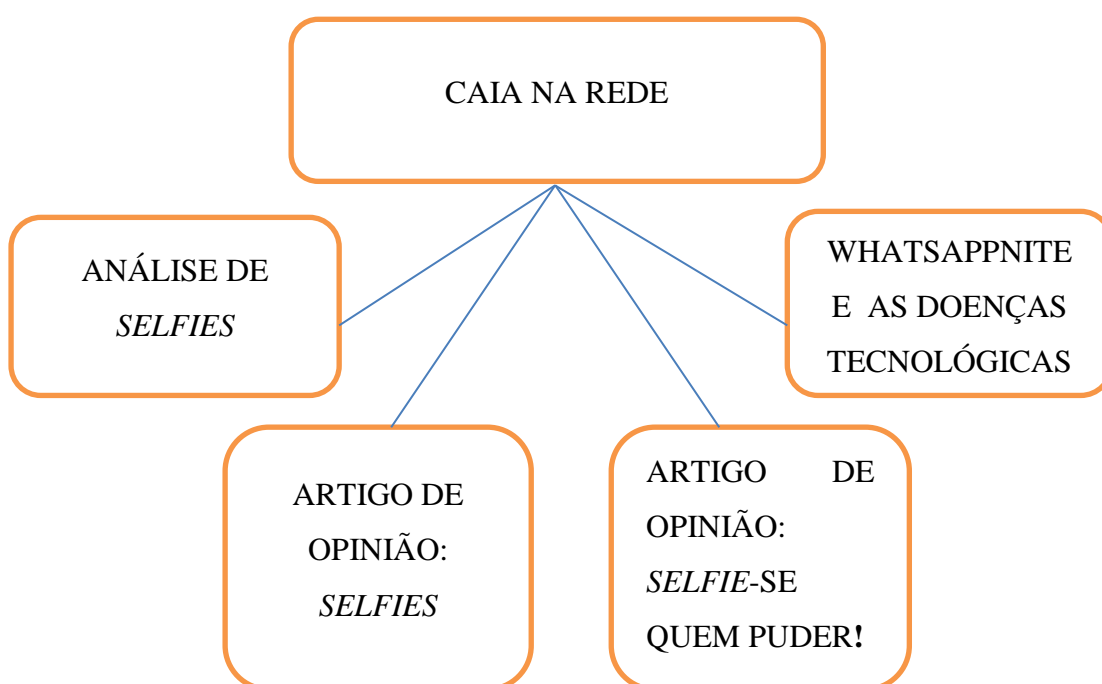 CAIA NA REDE
ANÁLISE DE
SELFIES
WHATSAPPNITE
E AS DOENÇAS
TECNOLÓGICAS
ARTIGO DE
OPINIÃO:
SELFIES
ARTIGO DE
OPINIÃO:
SELFIE-SE
QUEM PUDER!